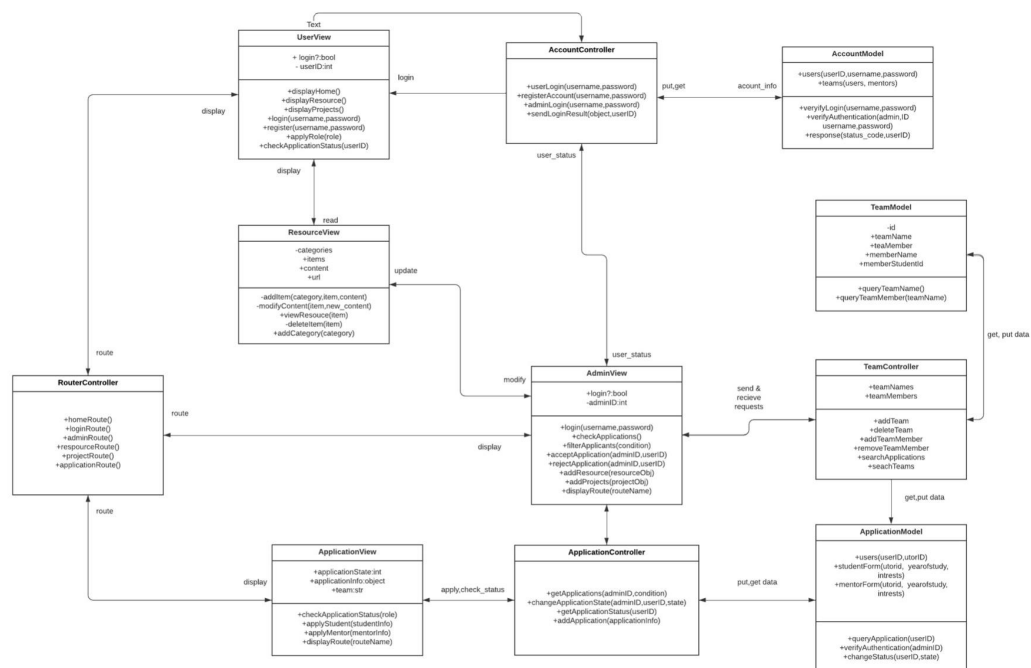 Text
UserView
+ login?:bool
- userID:int
+displayHome()
+displayResource()
+displayProjects()
+login(username,password)
+register(username,password)
+applyRole(role)
+checkApplicationStatus(userID)
login
display
AccountController
+userLogin(username,password)
+registerAccount(username,password)
+adminLogin(username,password)
+sendLoginResult(object,userID)
put,get
acount_info
AccountModel
+users(userID,username,password)
+teams(users, mentors)
+veryifyLogin(username,password)
+verifyAuthentication(admin,ID
username,password)
+response(status_code,userID)
user_status
display
read
ResourceView
-categories
+items
+content
+url
-addItem(category,item,content)
-modifyContent(item,new_content)
+viewResouce(item)
-deleteItem(item)
+addCategory(category)
update
TeamModel
-id
+teamName
+teaMember
+memberName
+memberStudentId
+queryTeamName()
+queryTeamMember(teamName)
get, put data
route
user_status
RouterController
+homeRoute()
+loginRoute()
+adminRoute()
+respourceRoute()
+projectRoute()
+applicationRoute()
route
modify
display
AdminView
+login?:bool
-adminID:int
+login(username,password)
+checkApplications()
+filterApplicants(condition)
+acceptApplication(adminID,userID)
+rejectApplication(adminID,userID)
+addResource(resourceObj)
+addProjects(projectObj)
+displayRoute(routeName)
send &
recieve
requests
TeamController
+teamNames
+teamMembers
+addTeam
+deleteTeam
+addTeamMember
+removeTeamMember
+searchApplications
+seachTeams
get,put data
route
display
ApplicationView
+applicationState:int
+applicationInfo:object
+team:str
+checkApplicationStatus(role)
+applyStudent(studentInfo)
+applyMentor(mentorInfo)
+displayRoute(routeName)
apply,check_status
ApplicationController
+getApplications(adminID,condition)
+changeApplicationState(adminID,userID,state)
+getApplicationStatus(userID)
+addApplication(applicationInfo)
put,get data
ApplicationModel
+users(userID,utorID)
+studentForm(utorid, yearofstudy,
intrests)
+mentorForm(utorid, yearofstudy,
intrests)
+queryApplication(userID)
+verifyAuthentication(adminID)
+changeStatus(userID,state)